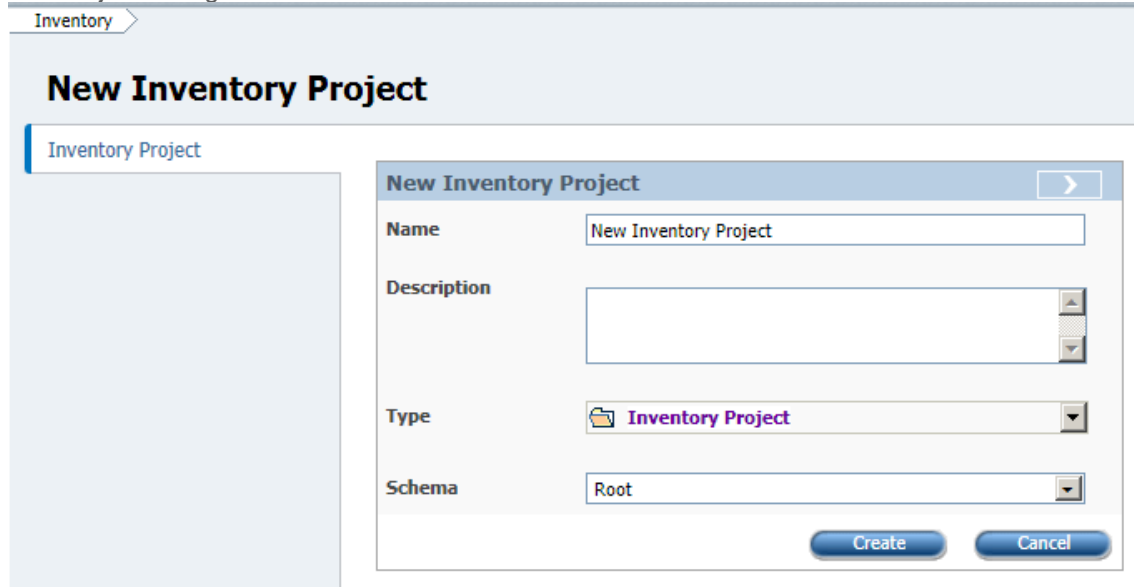 Inventory
New Inventory Project
Inventory Project
New Inventory Project
Name New Inventory Project
Description
Type Inventory Project
Schema Root
Create Cancel